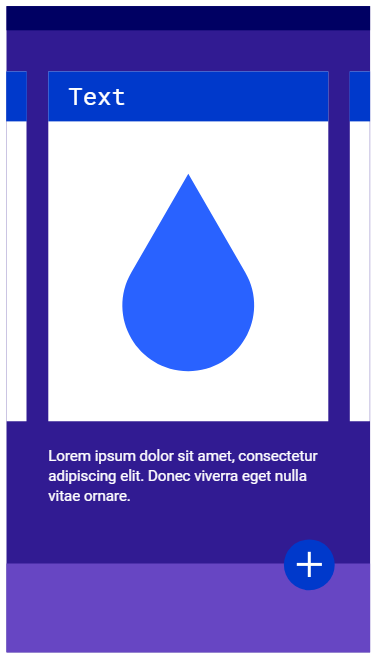 Text
Lorem ipsum dolor sit amet, consectetur
adipiscing elit. Donec viverra eget nulla
vitae ornare.